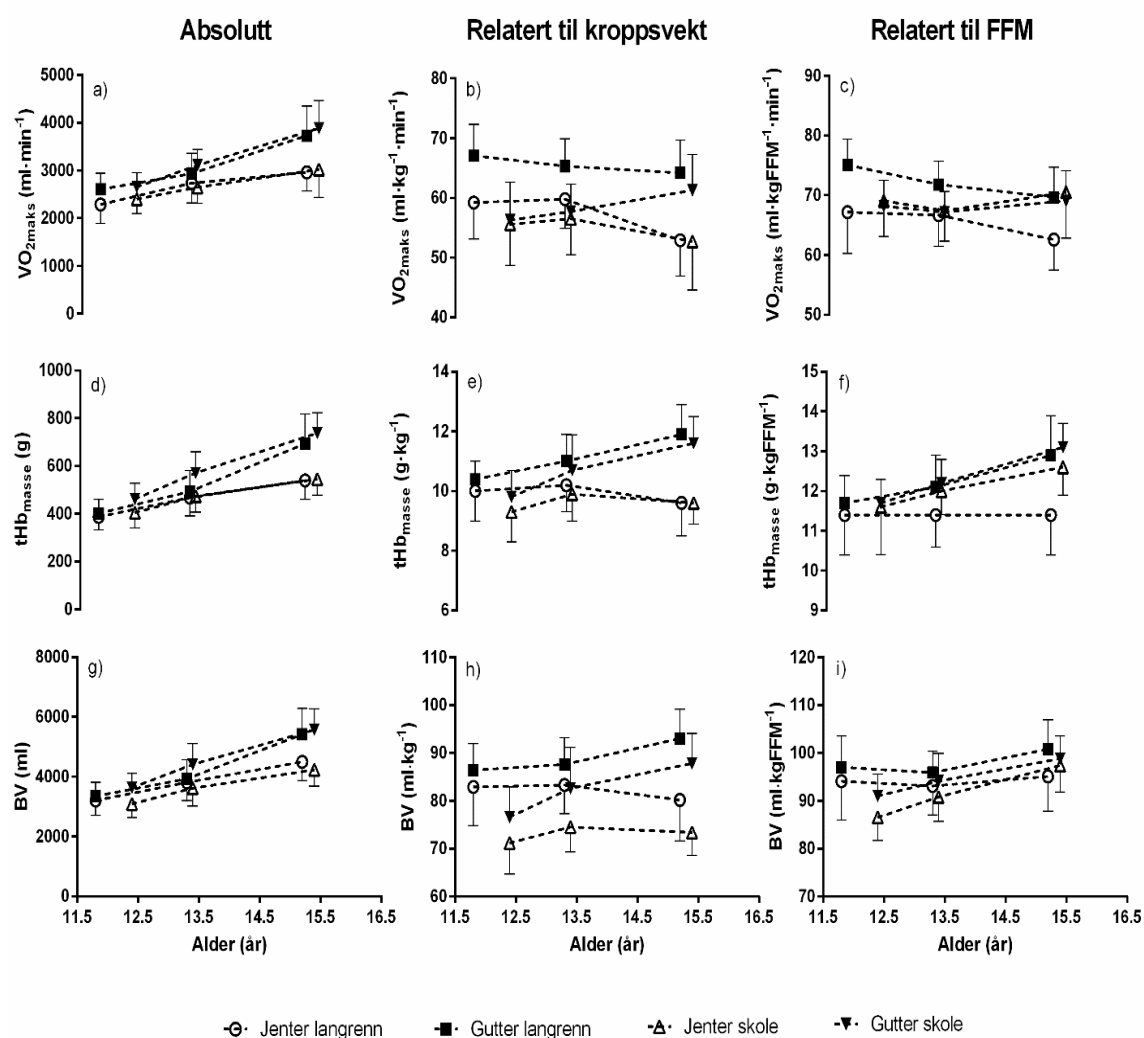 Absolutt
Relatert til kroppsvekt
Relatert til FFM
a)
VO₂maks (ml·min⁻¹)
5000
4000
3000
2000
1000
0
b)
VO₂maks (ml·kg⁻¹·min⁻¹)
80
70
60
50
40
c)
VO₂maks (ml·kgFFM⁻¹·min⁻¹)
90
80
70
60
50
d)
tHbmasse (g)
1000
800
600
400
200
0
e)
tHbmasse (g·kg⁻¹)
14
12
10
8
6
f)
tHbmasse (g·kgFFM⁻¹)
15
14
13
12
11
10
9
g)
BV (ml)
8000
6000
4000
2000
0
11.5 12.5 13.5 14.5 15.5 16.5
Alder (år)
h)
BV (ml·kg⁻¹)
110
100
90
80
70
60
11.5 12.5 13.5 14.5 15.5 16.5
Alder (år)
i)
BV (ml·kgFFM⁻¹)
120
110
100
90
80
70
11.5 12.5 13.5 14.5 15.5 16.5
Alder (år)
Jenter langrenn Gutter langrenn Jenter skole Gutter skole